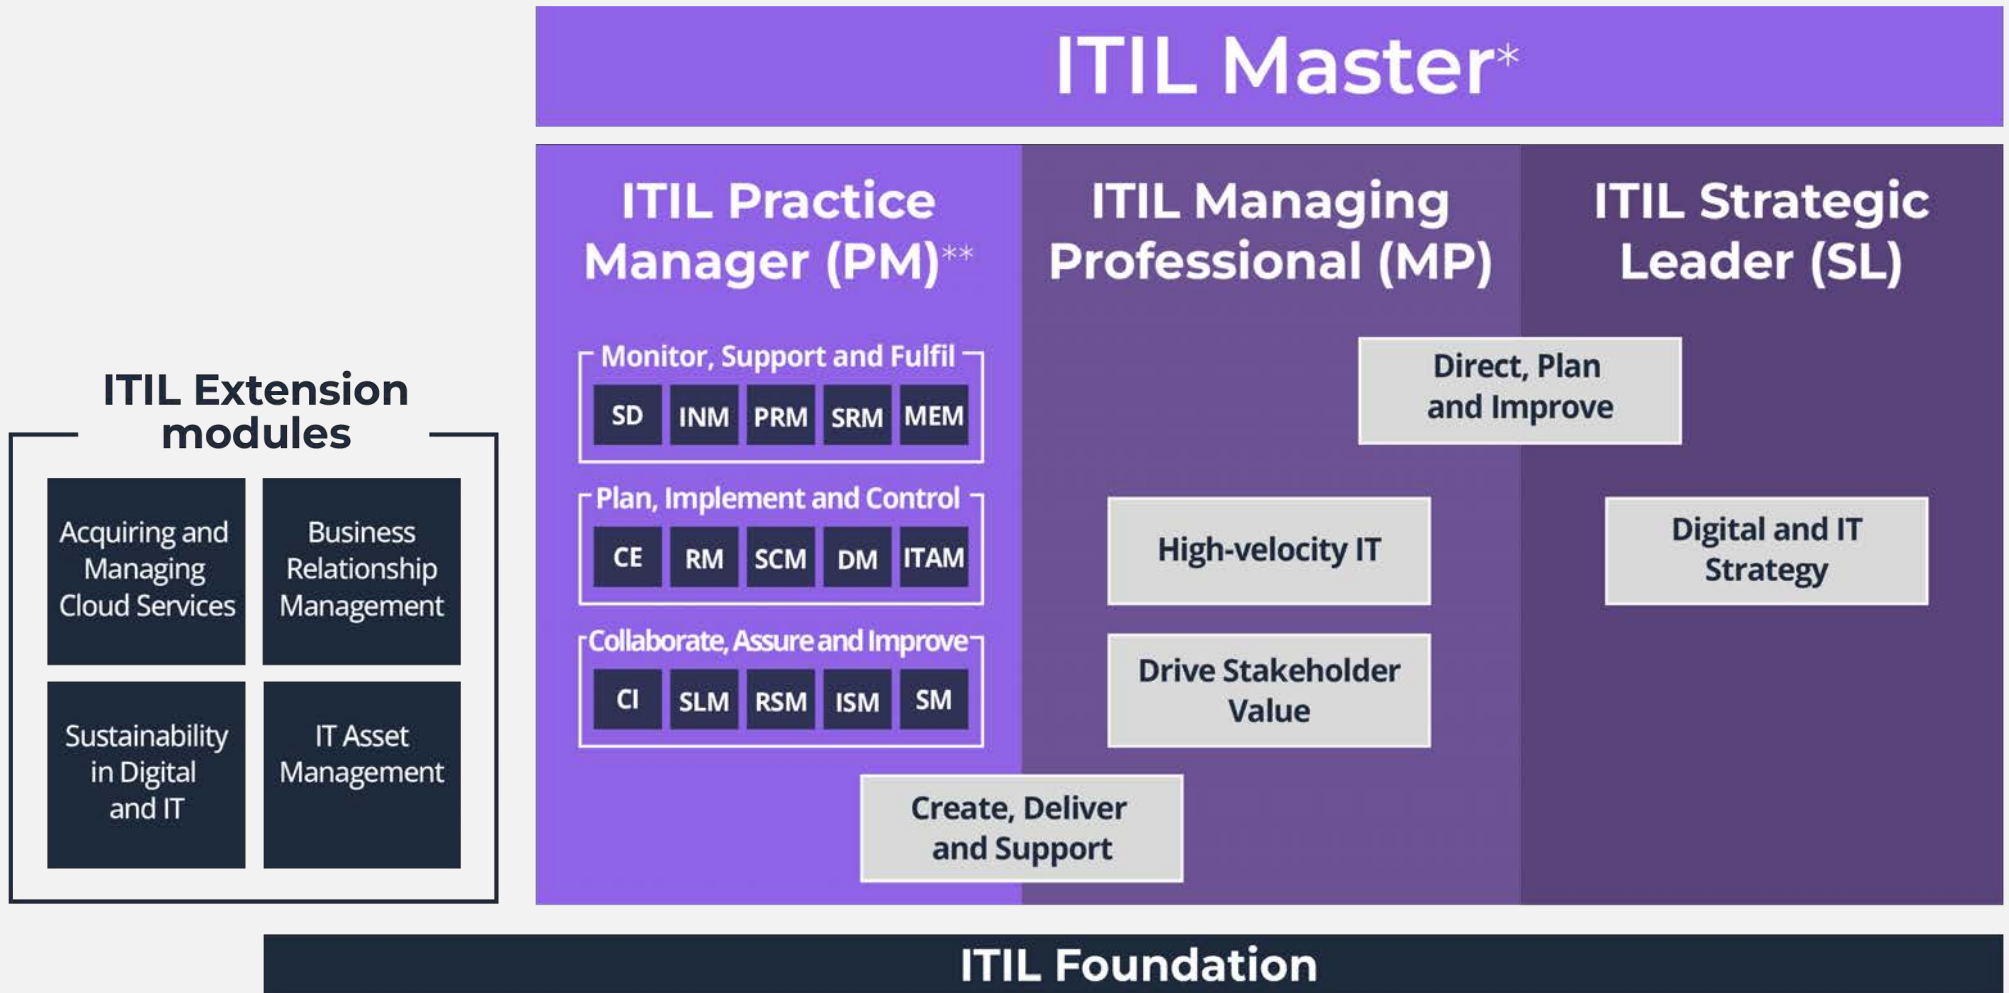 ITIL Master*
ITIL Practice
Manager (PM)**
Monitor, Support and Fulfil
SD INM PRM SRM MEM
Plan, Implement and Control
CE RM SCM DM ITAM
Collaborate, Assure and Improve
CI SLM RSM ISM SM
ITIL Managing
Professional (MP)
ITIL Strategic
Leader (SL)
Direct, Plan
and Improve
High-velocity IT
Digital and IT
Strategy
Drive Stakeholder
Value
Create, Deliver
and Support
ITIL Extension
modules
Acquiring and
Managing
Cloud Services
Business
Relationship
Management
Sustainability
in Digital
and IT
IT Asset
Management
ITIL Foundation